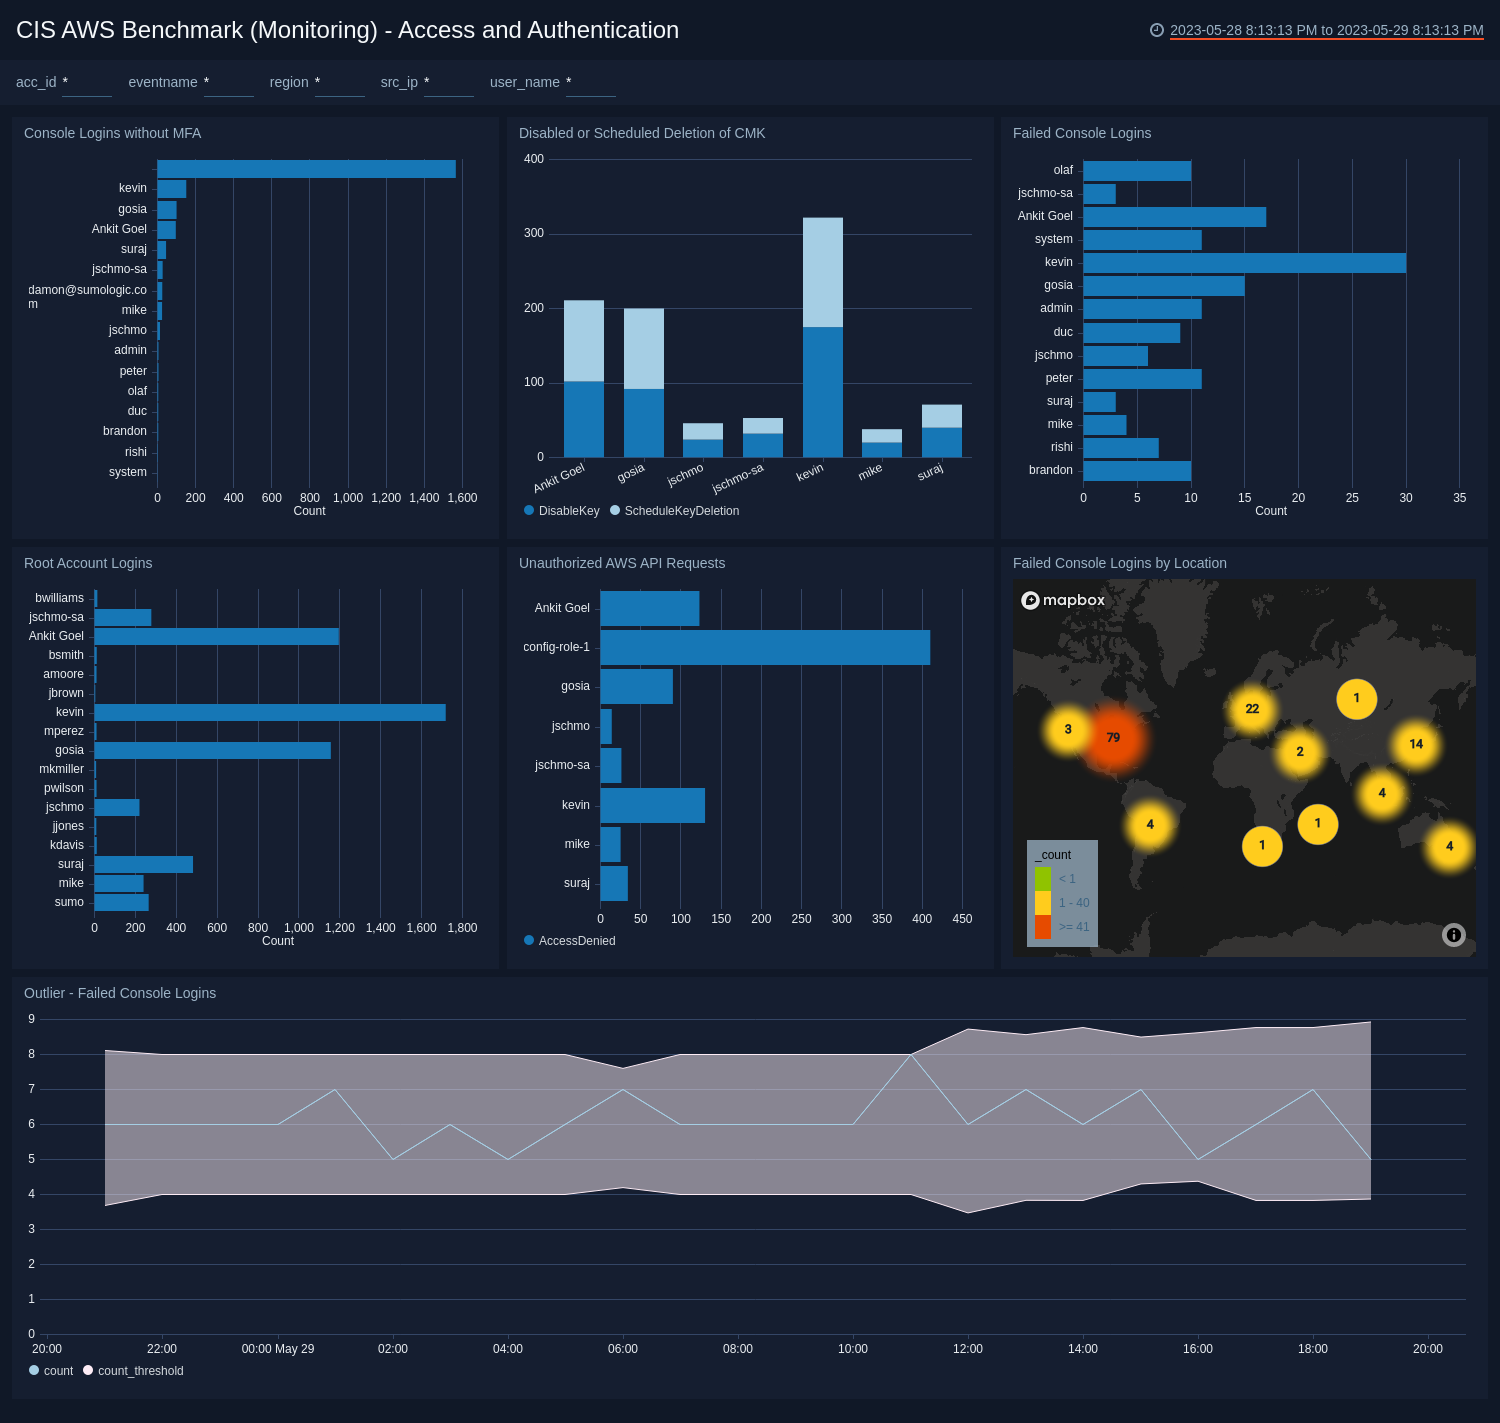 CIS AWS Benchmark (Monitoring) - Access and Authentication
2023-05-28 8:13:13 PM to 2023-05-29 8:13:13 PM
acc_id * eventname * region * src_ip * user_name *
Console Logins without MFA
kevin
gosia
Ankit Goel
suraj
jschmo-sa
damon@sumologic.co
m
mike
jschmo
admin
peter
olaf
duc
brandon
rishi
system
0 200 400 600 800 1,000 1,200 1,400 1,600
Count
Disabled or Scheduled Deletion of CMK
400
300
200
100
0
Ankit Goel gosia jschmo jschmo-sa kevin mike suraj
DisableKey ScheduleKeyDeletion
Failed Console Logins
olaf
jschmo-sa
Ankit Goel
system
kevin
gosia
admin
duc
jschmo
peter
suraj
mike
rishi
brandon
0 5 10 15 20 25 30 35
Count
Root Account Logins
bwilliams
jschmo-sa
Ankit Goel
bsmith
amoore
jbrown
kevin
mperez
gosia
mkmiller
pwilson
jschmo
jjones
kdavis
suraj
mike
sumo
0 200 400 600 800 1,000 1,200 1,400 1,600 1,800
Count
Unauthorized AWS API Requests
Ankit Goel
config-role-1
gosia
jschmo
jschmo-sa
kevin
mike
suraj
0 50 100 150 200 250 300 350 400 450
AccessDenied
Failed Console Logins by Location
mapbox
1
22
3
79
2
14
4
4
1
1
4
_count
< 1
1 - 40
>= 41
Outlier - Failed Console Logins
9
8
7
6
5
4
3
2
1
0
20:00 22:00 00:00 May 29 02:00 04:00 06:00 08:00 10:00 12:00 14:00 16:00 18:00 20:00
count count_threshold